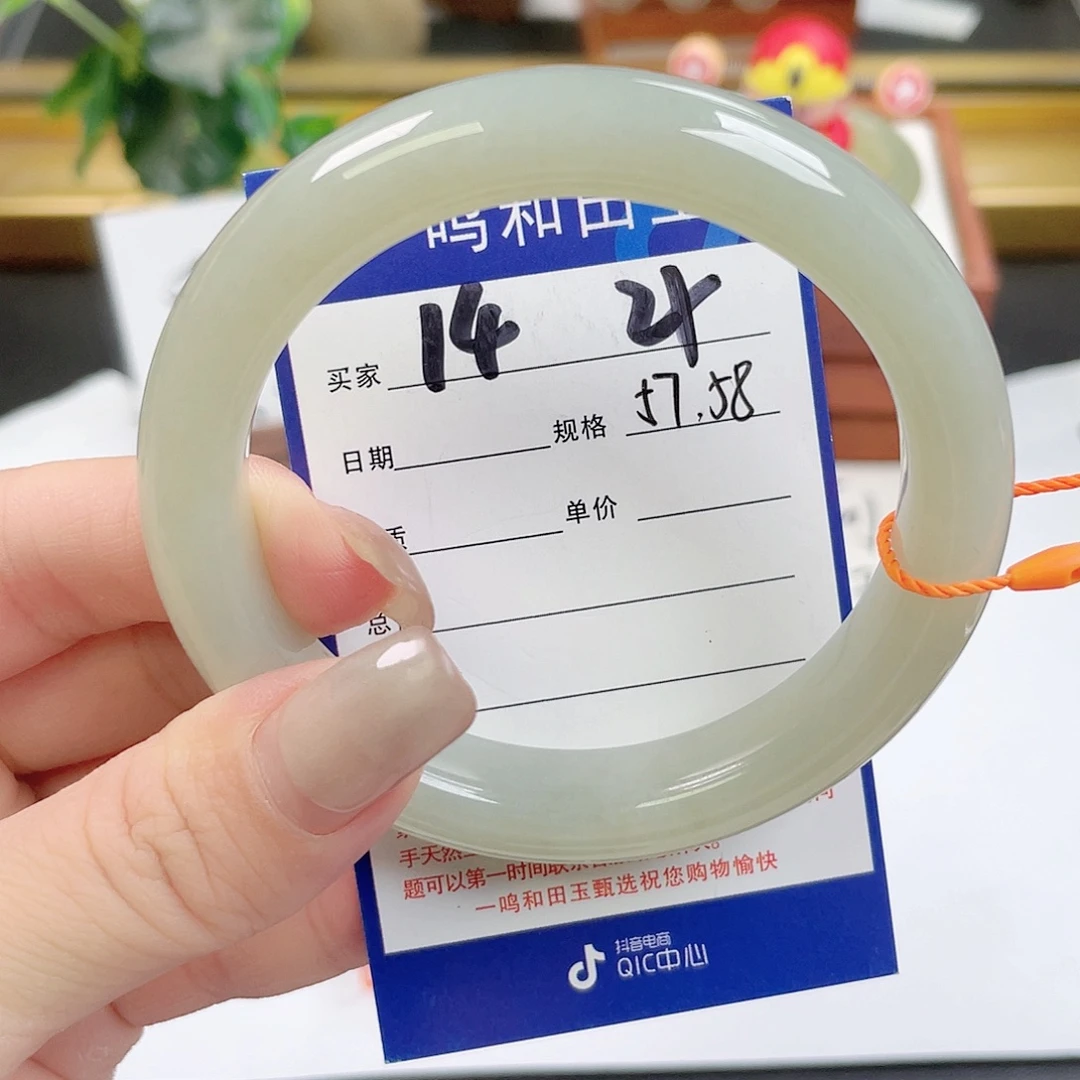 鸣和田玉
买家 14 24
日期 规格 57.58
质 单价
总
手天然
题可以第一时间联系
一鸣和田玉甄选祝您购物愉快
抖音电商
QIC中心